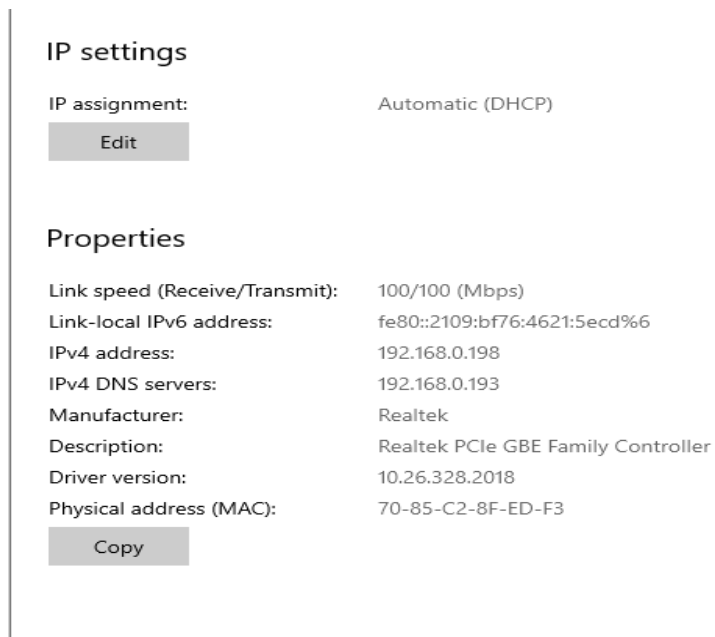 IP settings
IP assignment: Automatic (DHCP)
Edit
Properties
Link speed (Receive/Transmit): 100/100 (Mbps)
Link-local IPv6 address: fe80::2109:bf76:4621:5ecd%6
IPv4 address: 192.168.0.198
IPv4 DNS servers: 192.168.0.193
Manufacturer: Realtek
Description: Realtek PCIe GBE Family Controller
Driver version: 10.26.328.2018
Physical address (MAC): 70-85-C2-8F-ED-F3
Copy